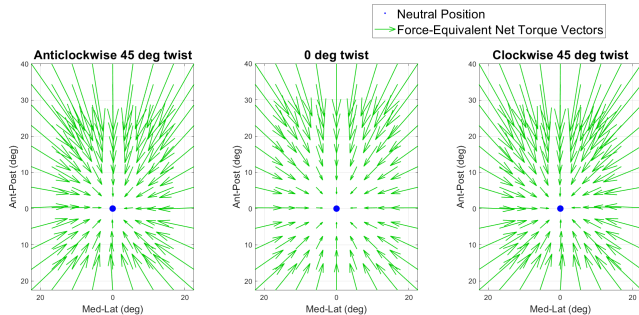 Neutral Position
Force-Equivalent Net Torque Vectors
Anticlockwise 45 deg twist
0 deg twist
Clockwise 45 deg twist
40
30
20
10
0
10
20
Ant-Post (deg)
20
0
20
Med-Lat (deg)
40
30
20
10
0
10
20
Ant-Post (deg)
20
0
20
Med-Lat (deg)
40
30
20
10
0
10
20
Ant-Post (deg)
20
0
20
Med-Lat (deg)